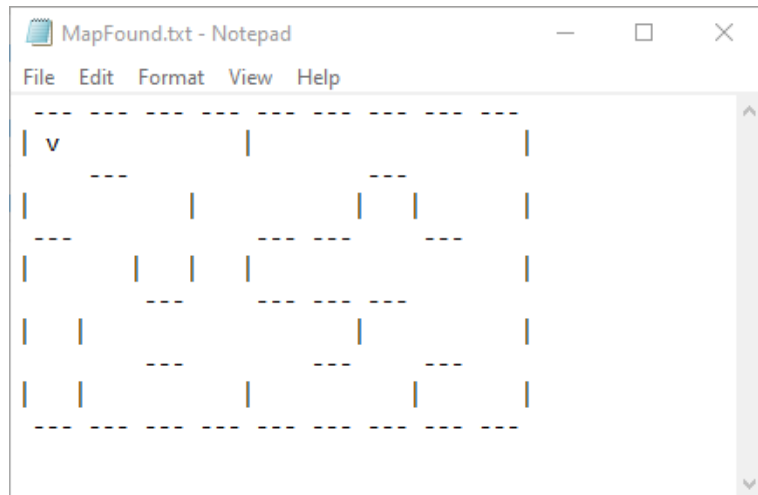 MapFound.txt - Notepad
File Edit Format View Help
 --- --- --- --- --- --- --- --- ---
| v             |                   |
     ---                 ---
|           |           |   |       |
 ---             --- ---     ---
|       |   |   |                   |
         ---     --- --- ---
|   |                   |           |
         ---         ---     ---
|   |           |           |       |
 --- --- --- --- --- --- --- --- ---